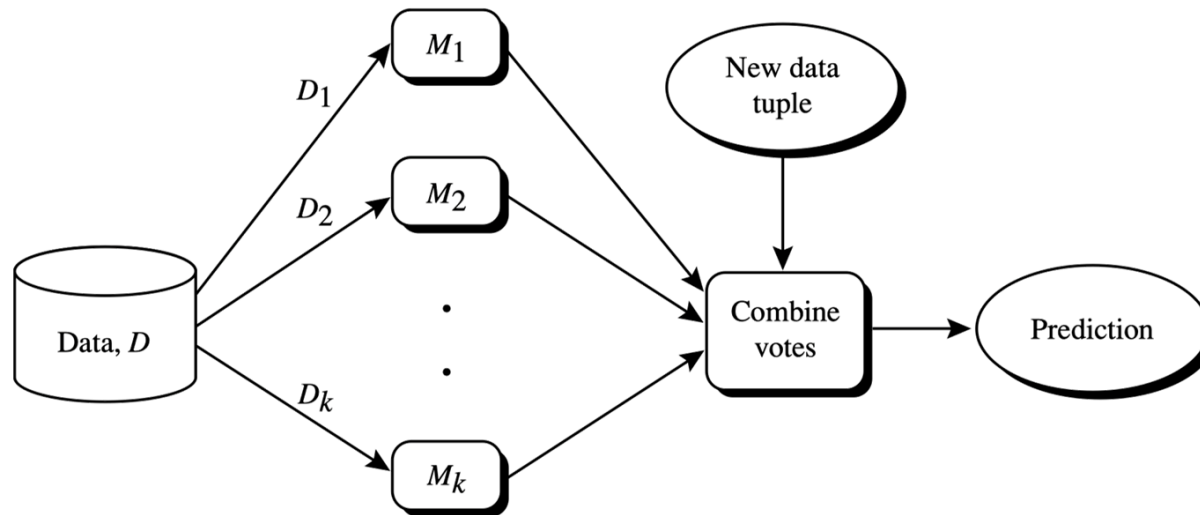 M1
New data
tuple
D1
M2
D2
Combine
votes
Data, D
Prediction
Dk
Mk